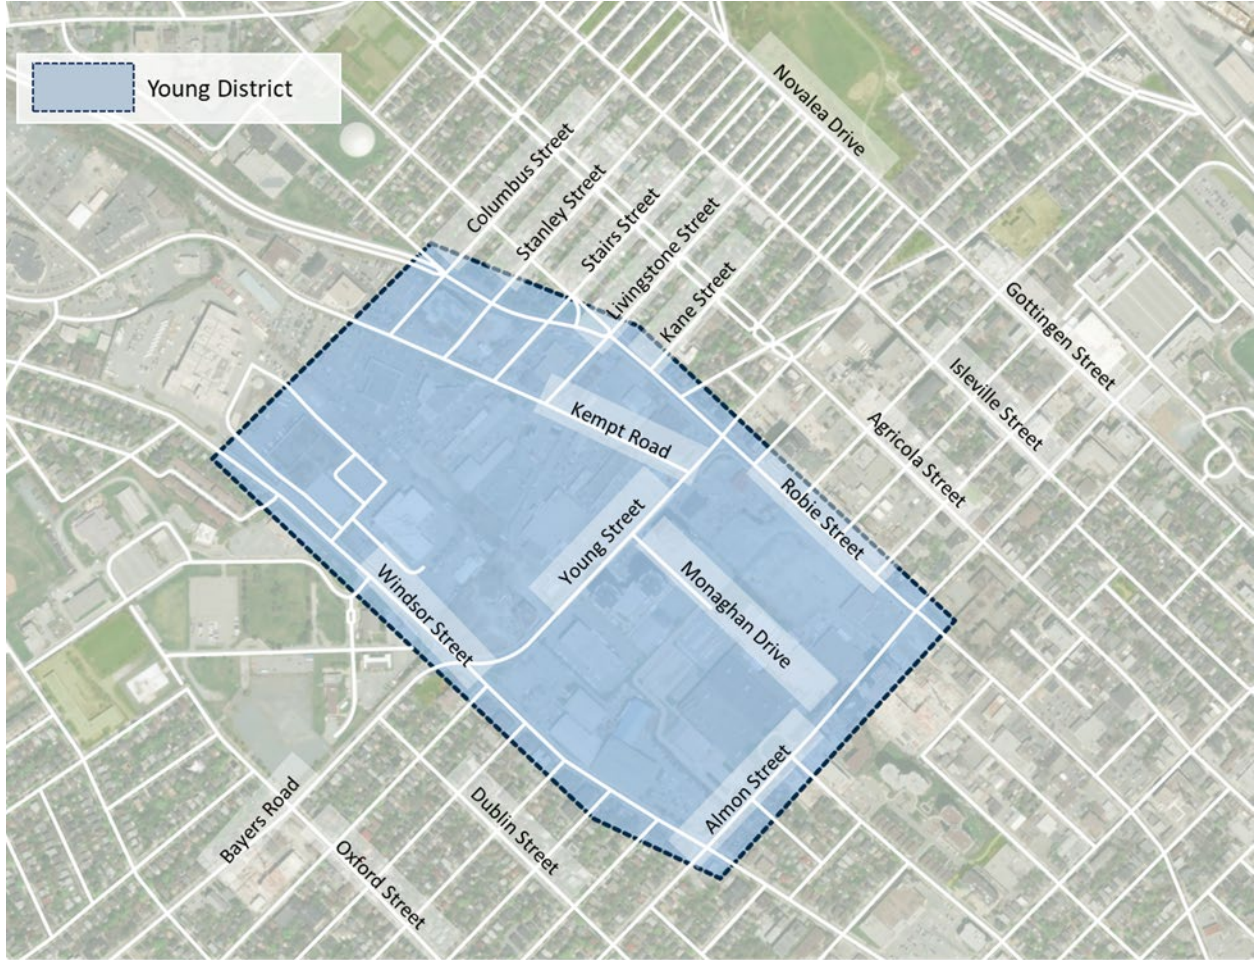 Young District
Novalea Drive
Columbus Street
Stanley Street
Stairs Street
Livingstone Street
Kane Street
Gottingen Street
Isleville Street
Agricola Street
Kempt Road
Robie Street
Young Street
Monaghan Drive
Windsor Street
Almon Street
Bayers Road
Dublin Street
Oxford Street